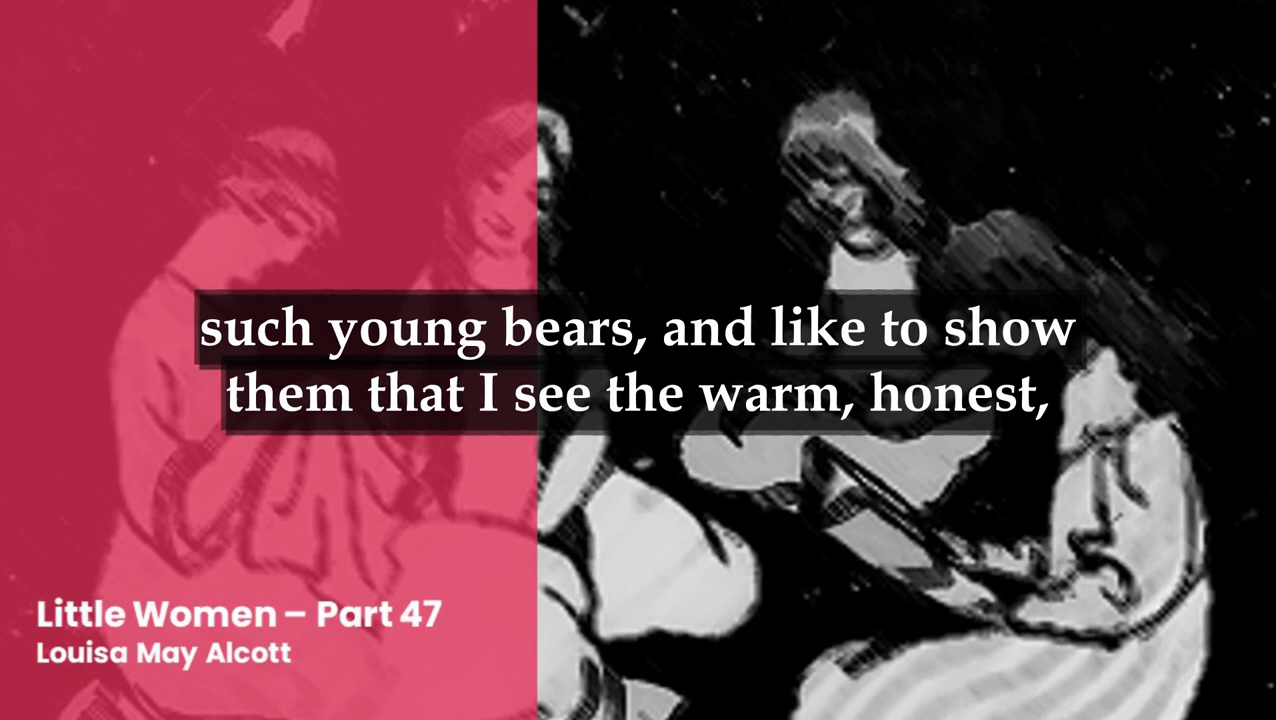 such young bears, and like to show
them that I see the warm, honest,
Little Women – Part 47
Louisa May Alcott